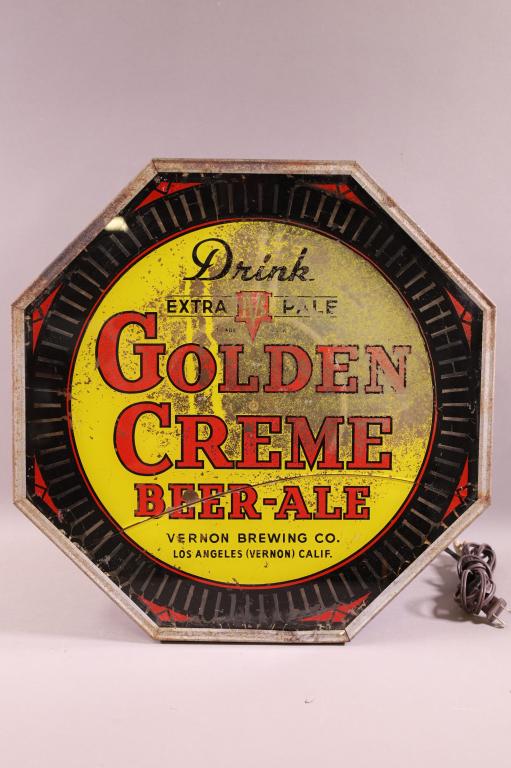 Drink
EXTRA PALE
GOLDEN
CREME
BEER-ALE
VERNON BREWING CO.
LOS ANGELES (VERNON) CALIF.